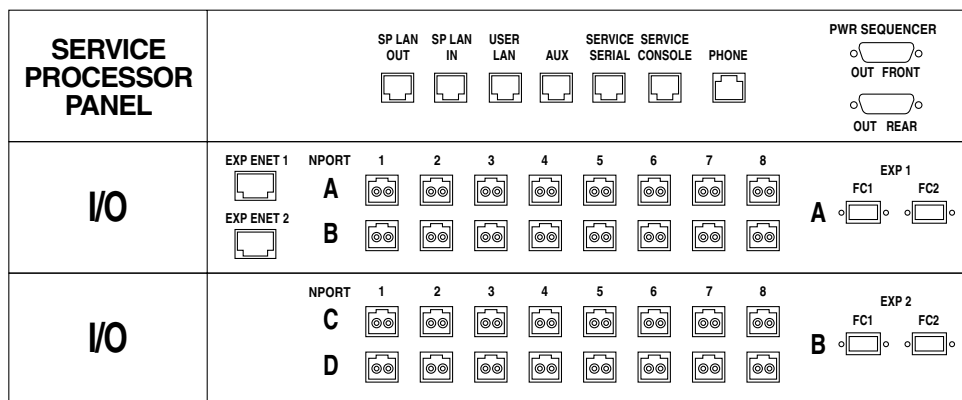 SERVICE
PROCESSOR
PANEL
SP LAN
OUT
SP LAN
IN
USER
LAN
AUX
SERVICE
SERIAL
SERVICE
CONSOLE
PHONE
PWR SEQUENCER
OUT FRONT
OUT REAR
I/O
EXP ENET 1
EXP ENET 2
NPORT 1 2 3 4 5 6 7 8
A
B
EXP 1
FC1 FC2
A
I/O
NPORT 1 2 3 4 5 6 7 8
C
D
EXP 2
FC1 FC2
B